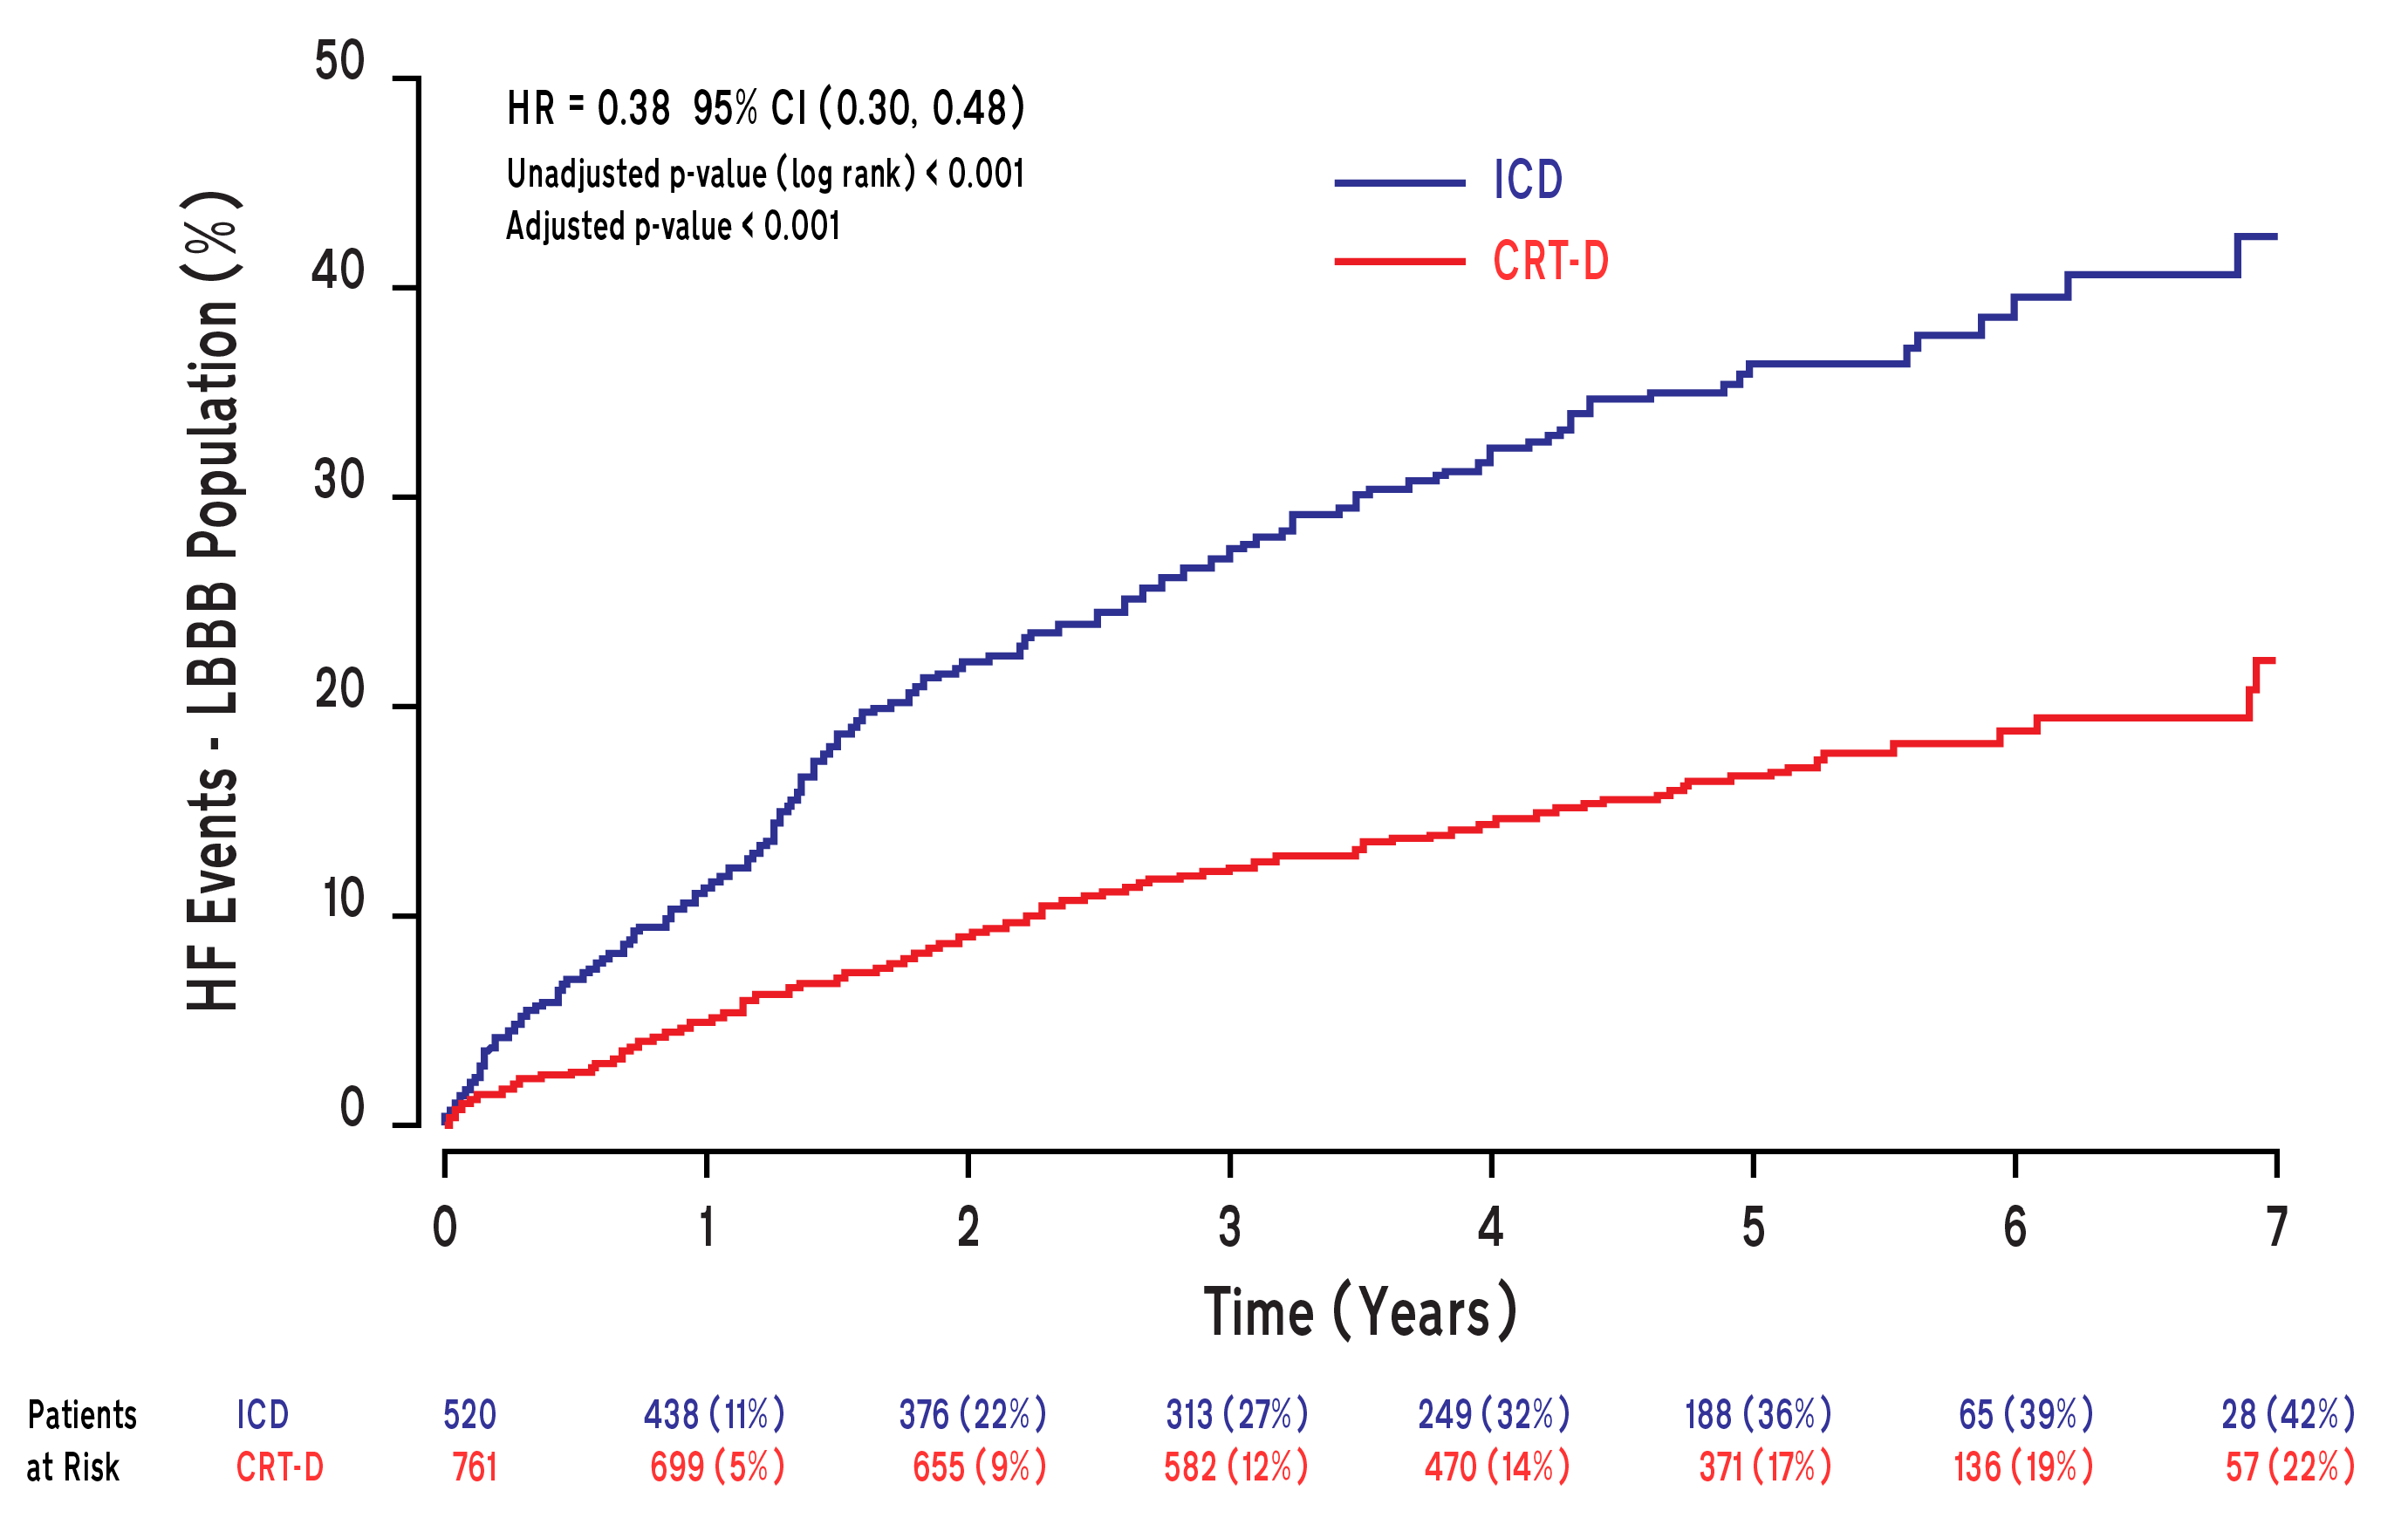 50
HR = 0.38 95% CI (0.30, 0.48)
Unadjusted p-value (log rank) < 0.001
Adjusted p-value < 0.001
ICD
CRT-D
40
30
20
10
0
HF Events - LBBB Population (%)
0 1 2 3 4 5 6 7
Time (Years)
Patients ICD 520 438 (11%) 376 (22%) 313 (27%) 249 (32%) 188 (36%) 65 (39%) 28 (42%)
at Risk CRT-D 761 699 (5%) 655 (9%) 582 (12%) 470 (14%) 371 (17%) 136 (19%) 57 (22%)